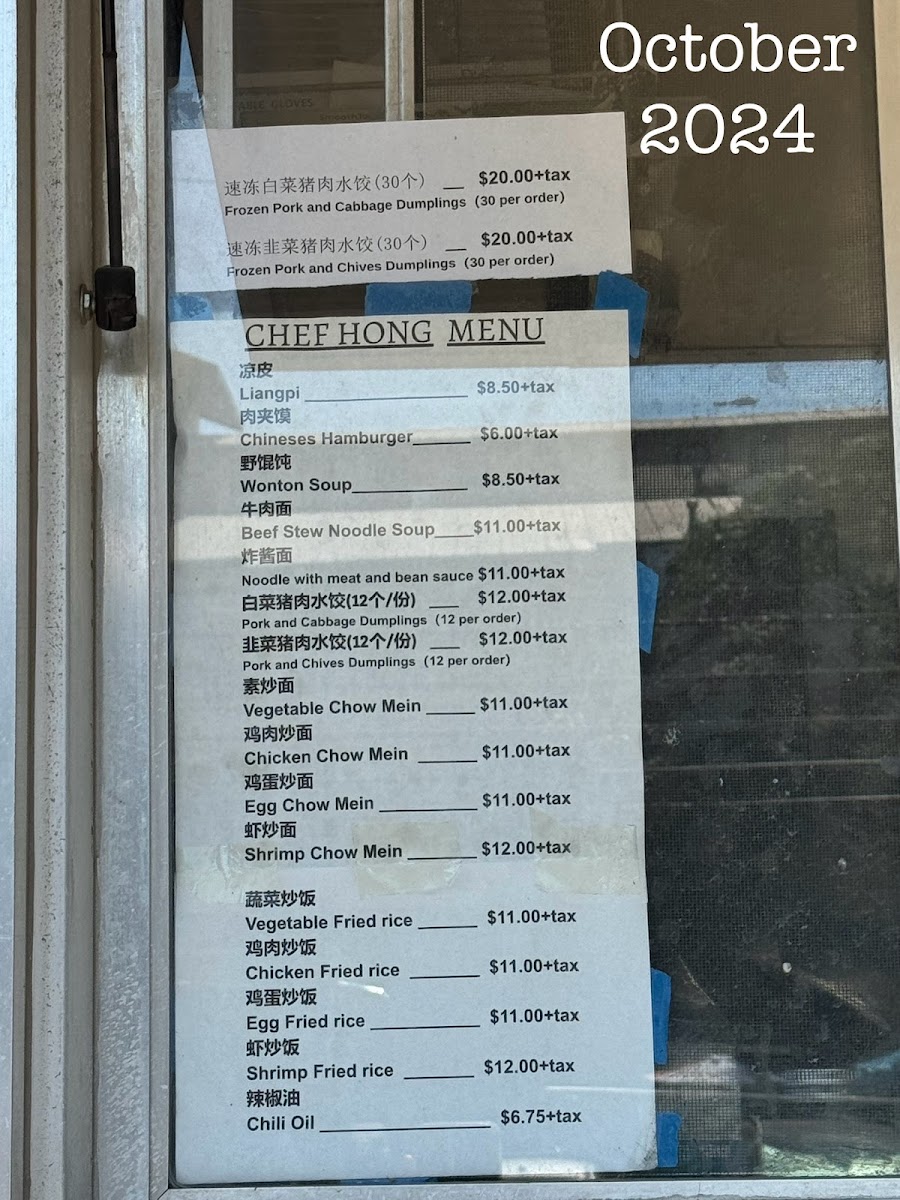 October
2024
ABLE GLOVES
速冻白菜猪肉水饺(30个) __ $20.00+tax
Frozen Pork and Cabbage Dumplings (30 per order)
速冻韭菜猪肉水饺(30个) __ $20.00+tax
Frozen Pork and Chives Dumplings (30 per order)
CHEF HONG MENU
凉皮
Liangpi ________________ $8.50+tax
肉夹馍
Chineses Hamburger______ $6.00+tax
野馄饨
Wonton Soup______________ $8.50+tax
牛肉面
Beef Stew Noodle Soup____$11.00+tax
炸酱面
Noodle with meat and bean sauce $11.00+tax
白菜猪肉水饺(12个/份) ___ $12.00+tax
Pork and Cabbage Dumplings (12 per order)
韭菜猪肉水饺(12个/份) ___ $12.00+tax
Pork and Chives Dumplings (12 per order)
素炒面
Vegetable Chow Mein _____ $11.00+tax
鸡肉炒面
Chicken Chow Mein ______ $11.00+tax
鸡蛋炒面
Egg Chow Mein __________ $11.00+tax
虾炒面
Shrimp Chow Mein _______ $12.00+tax
蔬菜炒饭
Vegetable Fried rice ______ $11.00+tax
鸡肉炒饭
Chicken Fried rice _______ $11.00+tax
鸡蛋炒饭
Egg Fried rice ___________ $11.00+tax
虾炒饭
Shrimp Fried rice _______ $12.00+tax
辣椒油
Chili Oil _________________ $6.75+tax